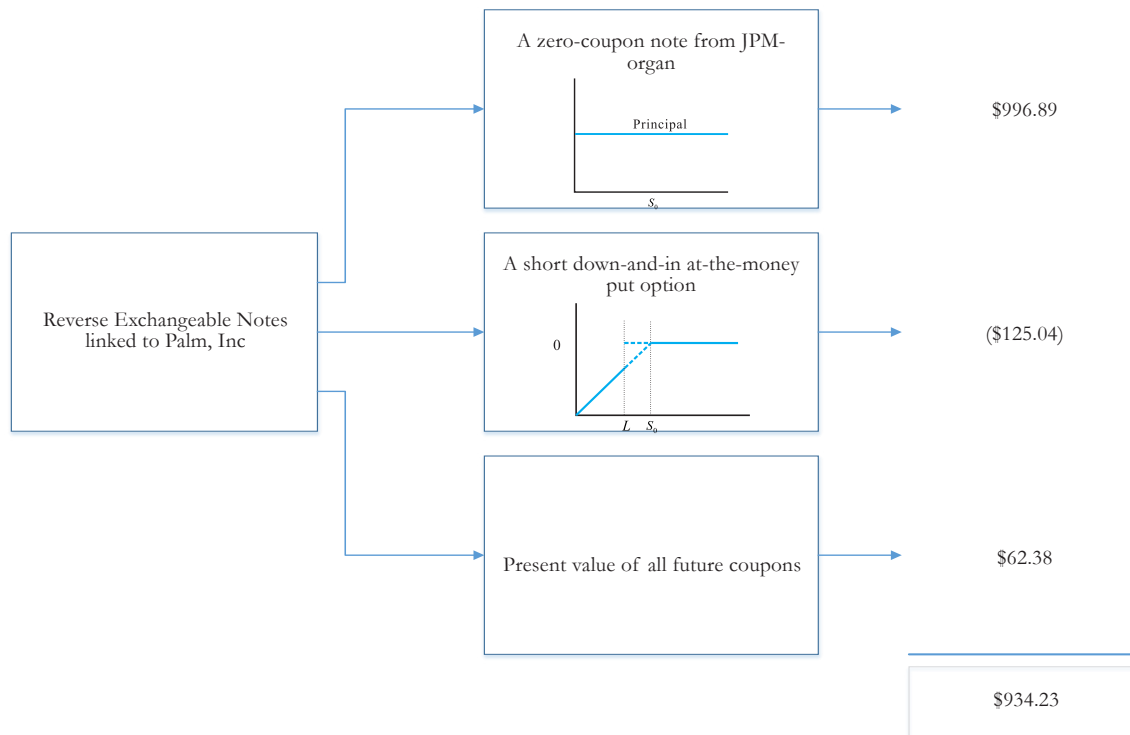 A zero-coupon note from JPM-
organ
Principal
S₀
$996.89
Reverse Exchangeable Notes
linked to Palm, Inc
A short down-and-in at-the-money
put option
0
L S₀
($125.04)
Present value of all future coupons
$62.38
$934.23